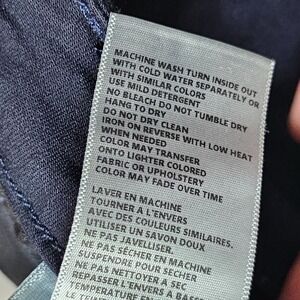 MACHINE WASH TURN INSIDE OUT
WITH COLD WATER SEPARATELY OR
WITH SIMILAR COLORS
USE MILD DETERGENT
NO BLEACH DO NOT TUMBLE DRY
HANG TO DRY
DO NOT DRY CLEAN
IRON ON REVERSE WITH LOW HEAT
WHEN NEEDED
COLOR MAY TRANSFER
ONTO LIGHTER COLORED
FABRIC OR UPHOLSTERY
COLOR MAY FADE OVER TIME
LAVER EN MACHINE
TOURNER À L'ENVERS
AVEC DES COULEURS SIMILAIRES.
UTILISER UN SAVON DOUX
NE PAS JAVELLISER.
NE PAS SÉCHER EN MACHINE
SUSPENDRE POUR SÉCHER
NE PAS NETTOYER À SEC
REPASSER À L'ENVERS À BASSE
TEMPÉRATURE